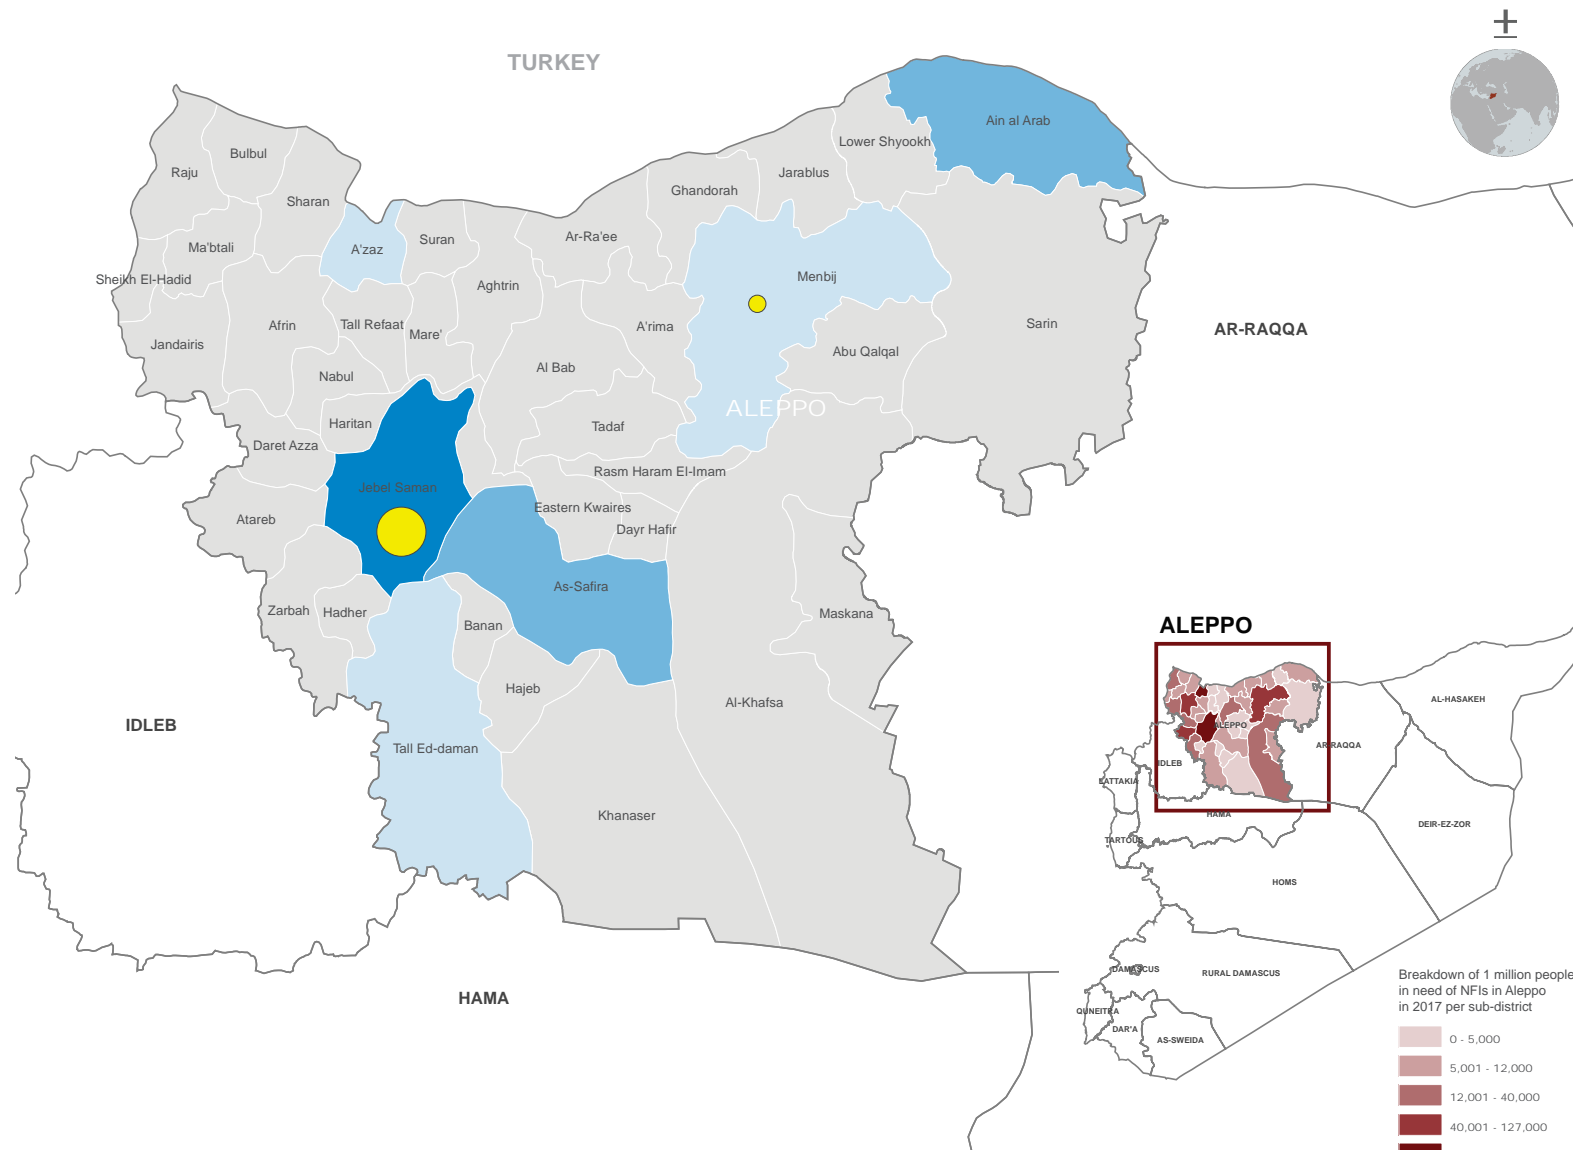 TURKEY
Ain al Arab
Lower Shyookh
Bulbul
Raju
Jarablus
Ghandorah
Sharan
Ar-Ra'ee
Suran
Ma'btali
A'zaz
Menbij
Sheikh El-Hadid
Aghtrin
Afrin
Tall Refaat
Mare'
A'rima
Sarin
AR-RAQQA
Jandairis
Abu Qalqal
Al Bab
Nabul
ALEPPO
Haritan
Tadaf
Daret Azza
Rasm Haram El-Imam
Jebel Saman
Eastern Kwaires
Atareb
Dayr Hafir
As-Safira
Zarbah
Hadher
Maskana
Banan
Hajeb
Al-Khafsa
IDLEB
Tall Ed-daman
Khanaser
HAMA
ALEPPO
AL-HASAKEH
ALEPPO
AR-RAQQA
IDLEB
LATTAKIA
HAMA
DEIR-EZ-ZOR
TARTOUS
HOMS
DAMASCUS
RURAL DAMASCUS
QUNEITRA
DAR'A
AS-SWEIDA
Breakdown of 1 million people
in need of NFIs in Aleppo
in 2017 per sub-district
0 - 5,000
5,001 - 12,000
12,001 - 40,000
40,001 - 127,000